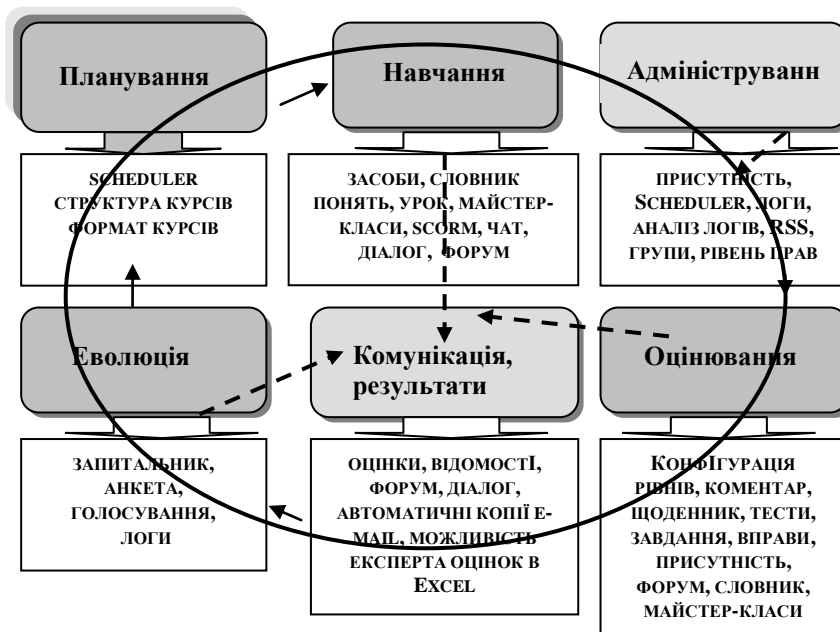 Планування
SCHEDULER
СТРУКТУРА КУРСІВ
ФОРМАТ КУРСІВ
Навчання
ЗАСОБИ, СЛОВНИК
ПОНЯТЬ, УРОК, МАЙСТЕР-
КЛАСИ, SCORM, ЧАТ,
ДІАЛОГ, ФОРУМ
Адмініструванн
ПРИСУТНІСТЬ,
SCHEDULER, ЛОГИ,
АНАЛІЗ ЛОГІВ, RSS,
ГРУПИ, РІВЕНЬ ПРАВ
Еволюція
ЗАПИТАЛЬНИК,
АНКЕТА,
ГОЛОСУВАННЯ,
ЛОГИ
Комунікація,
результати
ОЦІНКИ, ВІДОМОСТІ,
ФОРУМ, ДІАЛОГ,
АВТОМАТИЧНІ КОПІЇ E-
MAIL, МОЖЛИВІСТЬ
ЕКСПЕРТА ОЦІНОК В
EXCEL
Оцінювання
КОНФІГУРАЦІЯ
РІВНІВ, КОМЕНТАР,
ЩОДЕННИК, ТЕСТИ,
ЗАВДАННЯ, ВПРАВИ,
ПРИСУТНІСТЬ,
ФОРУМ, СЛОВНИК,
МАЙСТЕР-КЛАСИ